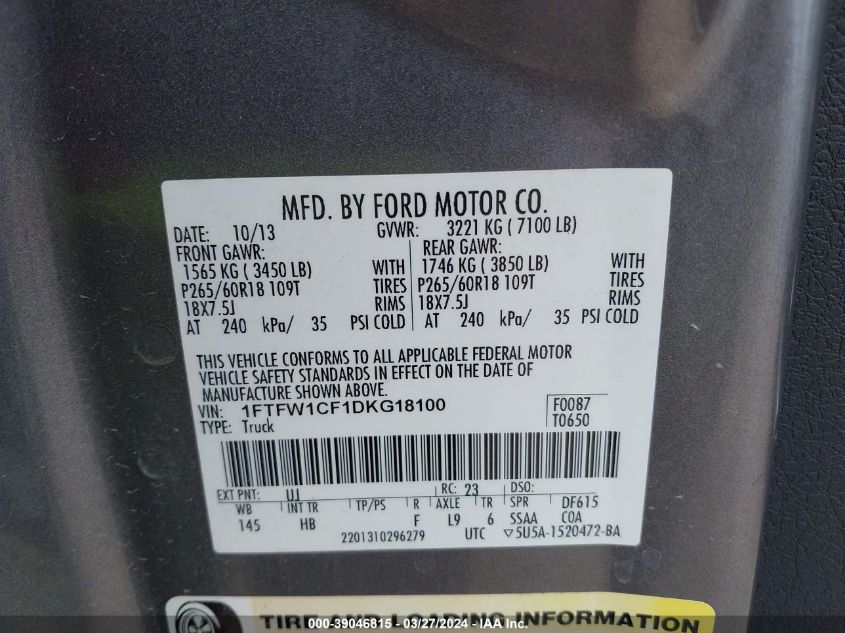 MFD. BY FORD MOTOR CO.
DATE: 10/13 GVWR: 3221 KG ( 7100 LB)
FRONT GAWR: REAR GAWR:
1565 KG ( 3450 LB) WITH 1746 KG ( 3850 LB) WITH
P265/60R18 109T TIRES P265/60R18 109T TIRES
18X7.5J RIMS 18X7.5J RIMS
AT 240 kPa/ 35 PSI COLD AT 240 kPa/ 35 PSI COLD
THIS VEHICLE CONFORMS TO ALL APPLICABLE FEDERAL MOTOR
VEHICLE SAFETY STANDARDS IN EFFECT ON THE DATE OF
MANUFACTURE SHOWN ABOVE.
VIN: 1FTFW1CF1DKG18100 F0087
TYPE: Truck T0650
EXT PNT: UJ RC: 23 DSO:
WB INT TR TP/PS R AXLE TR SPR DF615
145 HB F L9 6 SSAA COA
2201310296279 UTC ▽5U5A-1520472-BA
TIRE AND LOADING INFORMATION
000-39046815 - 03/27/2024 - IAA Inc.